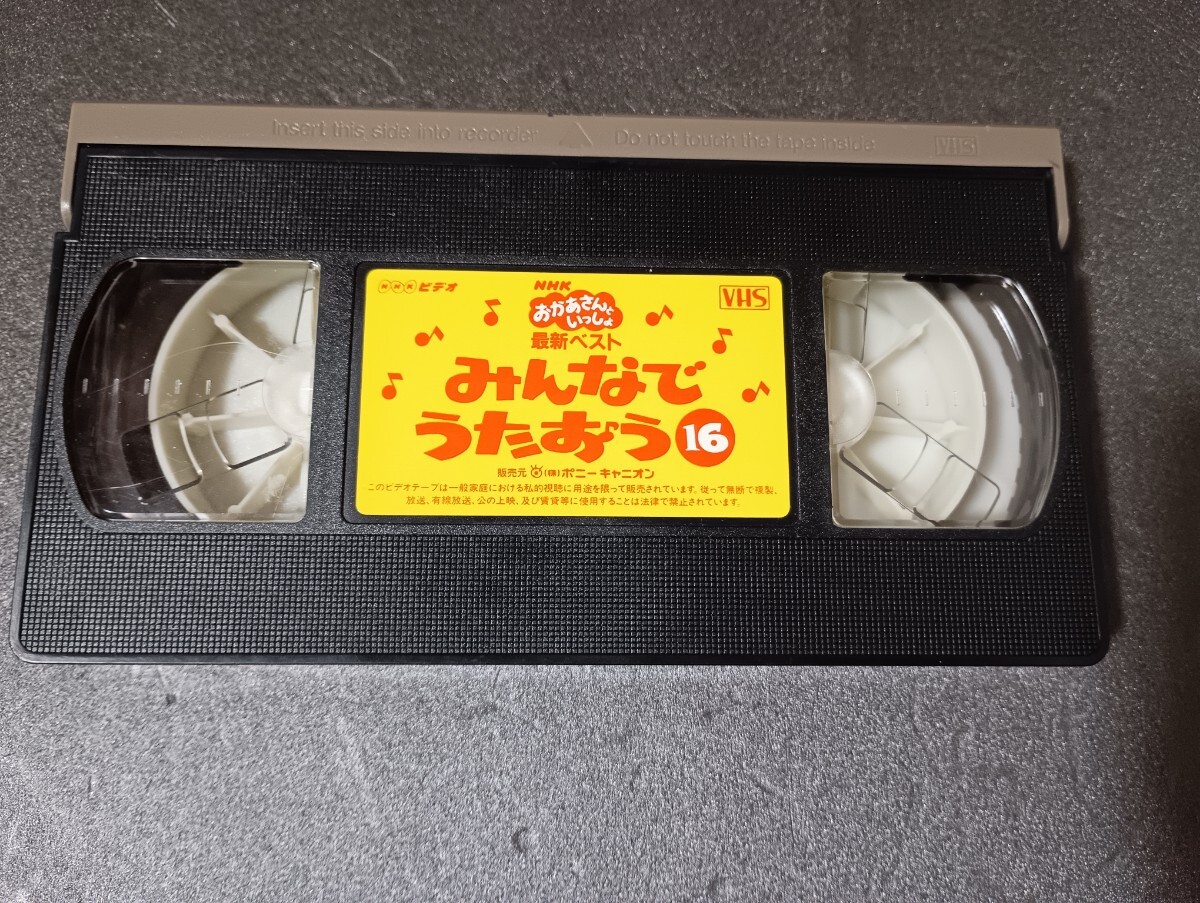 Insert this side into recorder Do not touch the tape inside VHS
NHKビデオ
NHK
おかあさんと
いっしょ
VHS
最新ベスト
みんなで
うたおう16
販売元 (株)ポニーキャニオン
このビデオテープは一般家庭における私的視聴に用途を限って販売されています。従って無断で複製、
放送、有線放送、公の上映、及び賃貸等に使用することは法律で禁止されています。